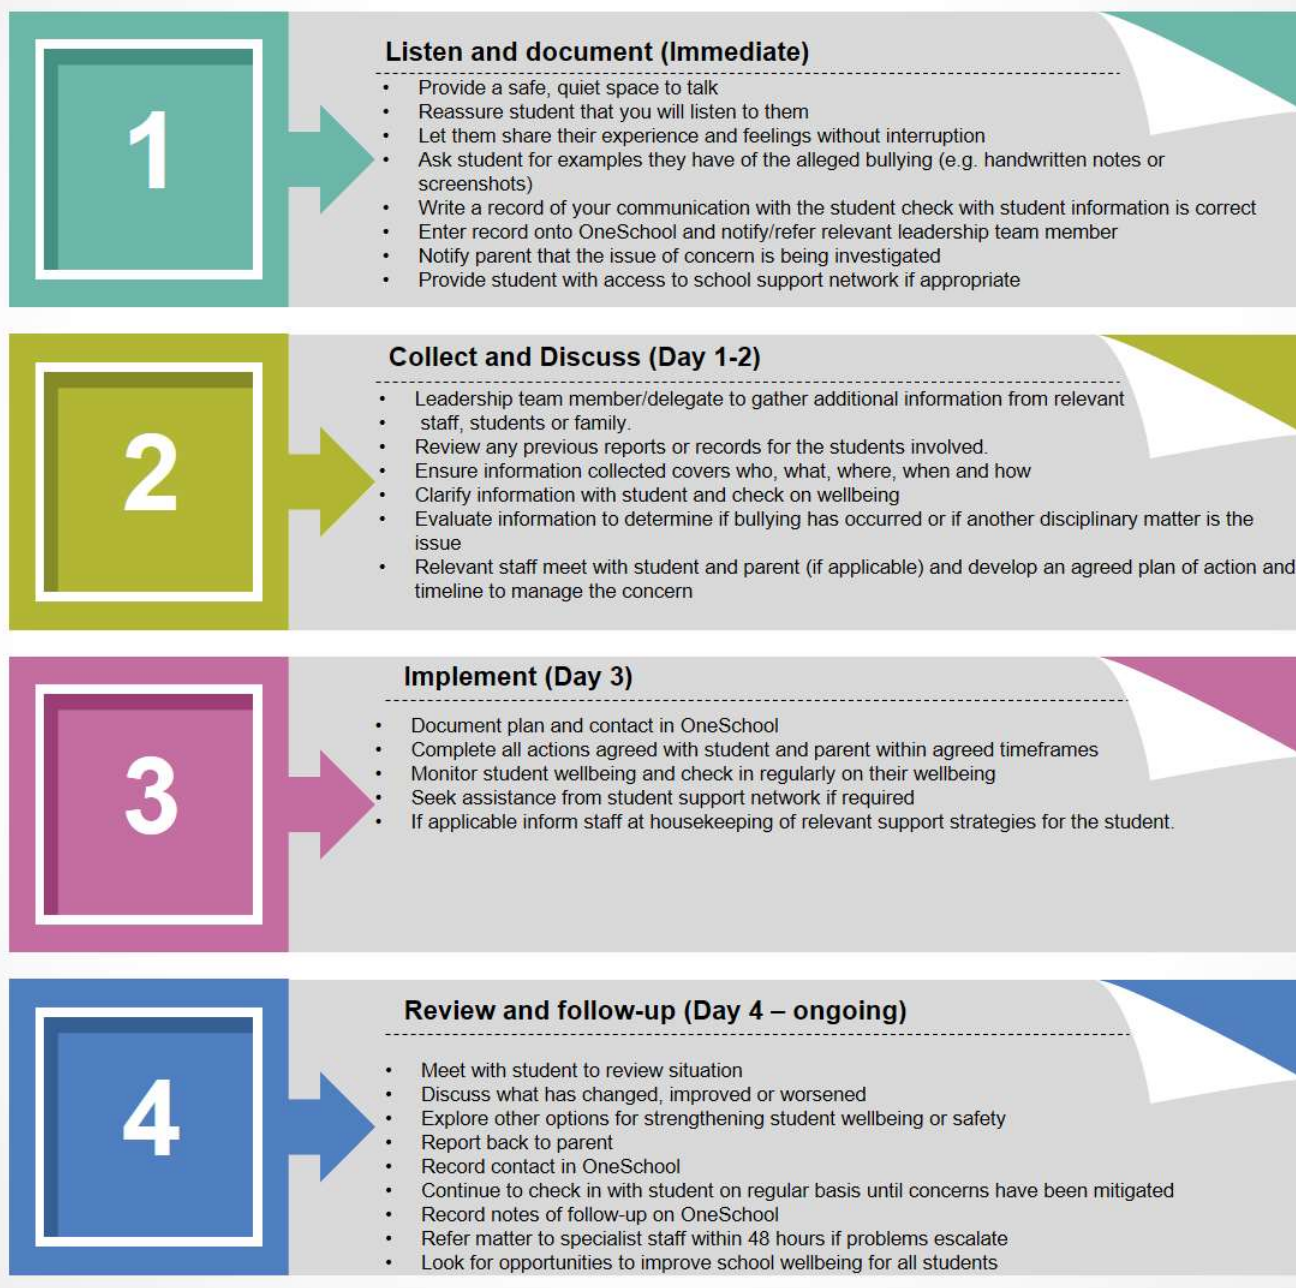 1
Listen and document (Immediate)
• Provide a safe, quiet space to talk
• Reassure student that you will listen to them
• Let them share their experience and feelings without interruption
• Ask student for examples they have of the alleged bullying (e.g. handwritten notes or
screenshots)
• Write a record of your communication with the student check with student information is correct
• Enter record onto OneSchool and notify/refer relevant leadership team member
• Notify parent that the issue of concern is being investigated
• Provide student with access to school support network if appropriate
2
Collect and Discuss (Day 1-2)
• Leadership team member/delegate to gather additional information from relevant
• staff, students or family.
• Review any previous reports or records for the students involved.
• Ensure information collected covers who, what, where, when and how
• Clarify information with student and check on wellbeing
• Evaluate information to determine if bullying has occurred or if another disciplinary matter is the
issue
• Relevant staff meet with student and parent (if applicable) and develop an agreed plan of action and
timeline to manage the concern
3
Implement (Day 3)
• Document plan and contact in OneSchool
• Complete all actions agreed with student and parent within agreed timeframes
• Monitor student wellbeing and check in regularly on their wellbeing
• Seek assistance from student support network if required
• If applicable inform staff at housekeeping of relevant support strategies for the student.
4
Review and follow-up (Day 4 – ongoing)
• Meet with student to review situation
• Discuss what has changed, improved or worsened
• Explore other options for strengthening student wellbeing or safety
• Report back to parent
• Record contact in OneSchool
• Continue to check in with student on regular basis until concerns have been mitigated
• Record notes of follow-up on OneSchool
• Refer matter to specialist staff within 48 hours if problems escalate
• Look for opportunities to improve school wellbeing for all students